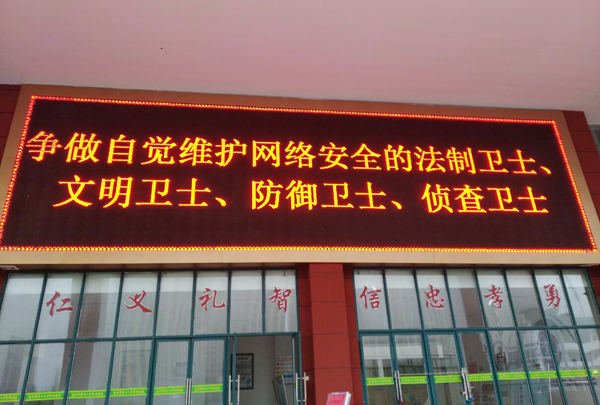 争做自觉维护网络安全的法制卫士、
文明卫士、防御卫士、侦查卫士
仁义礼智信忠孝勇